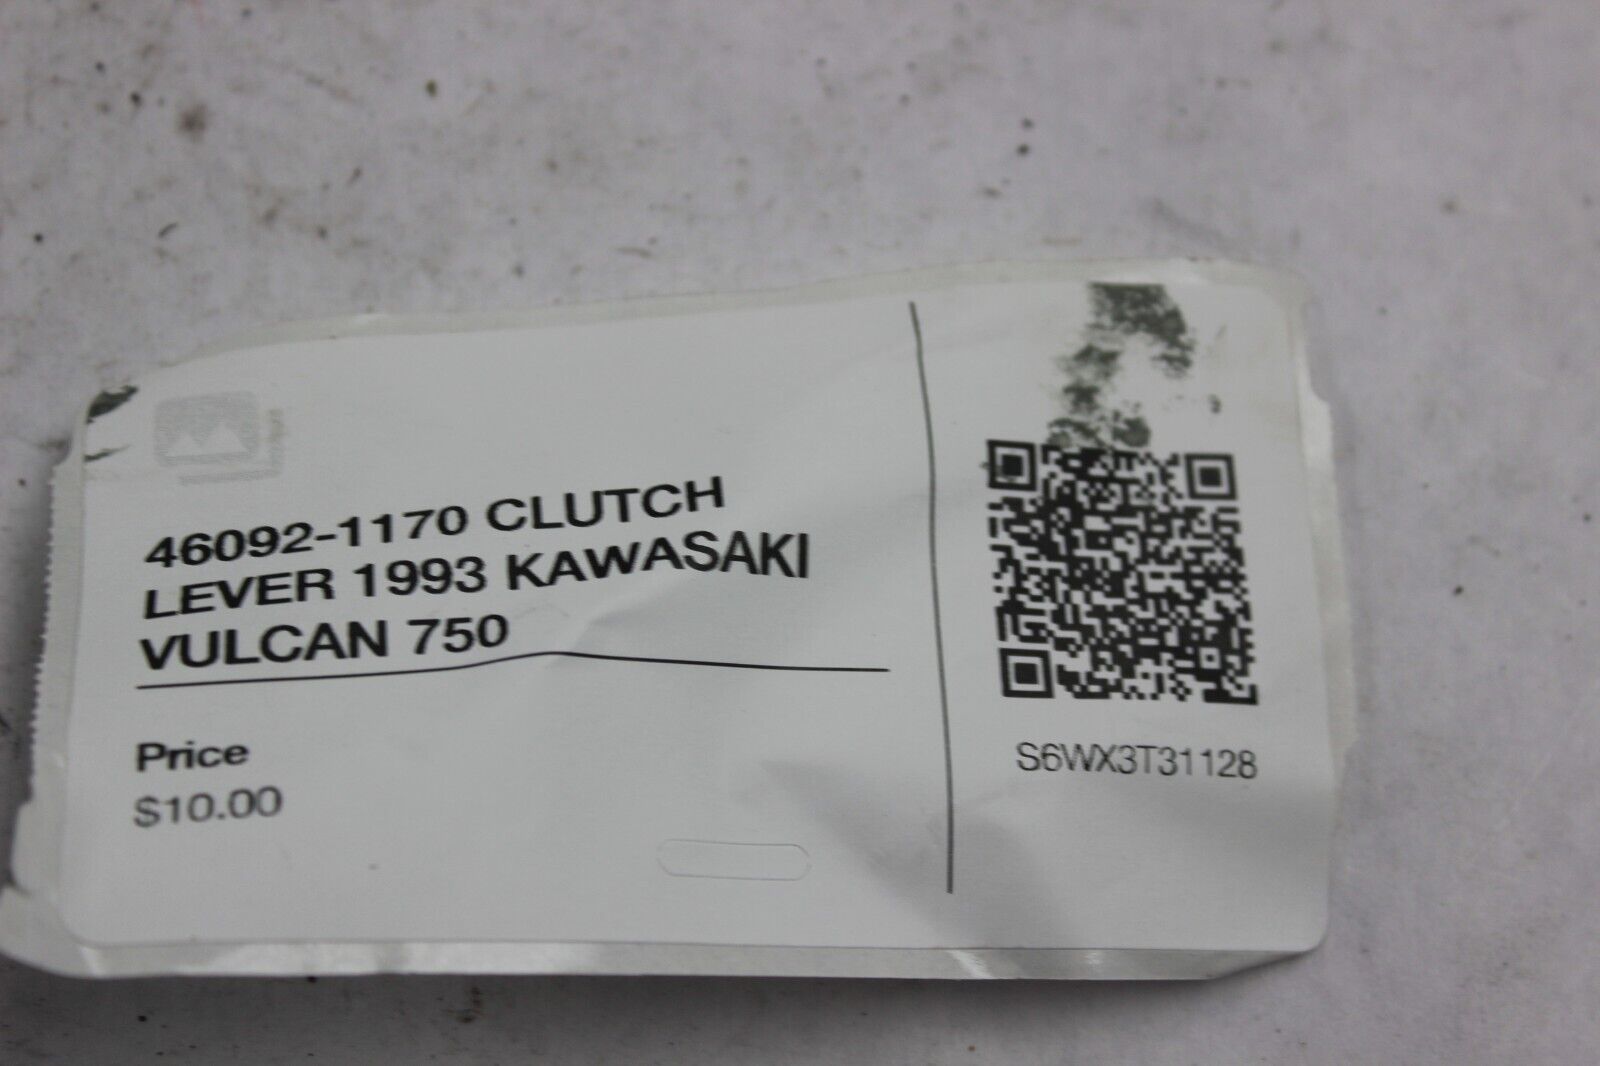 46092-1170 CLUTCH
LEVER 1993 KAWASAKI
VULCAN 750
Price
$10.00
S6WX3T31128